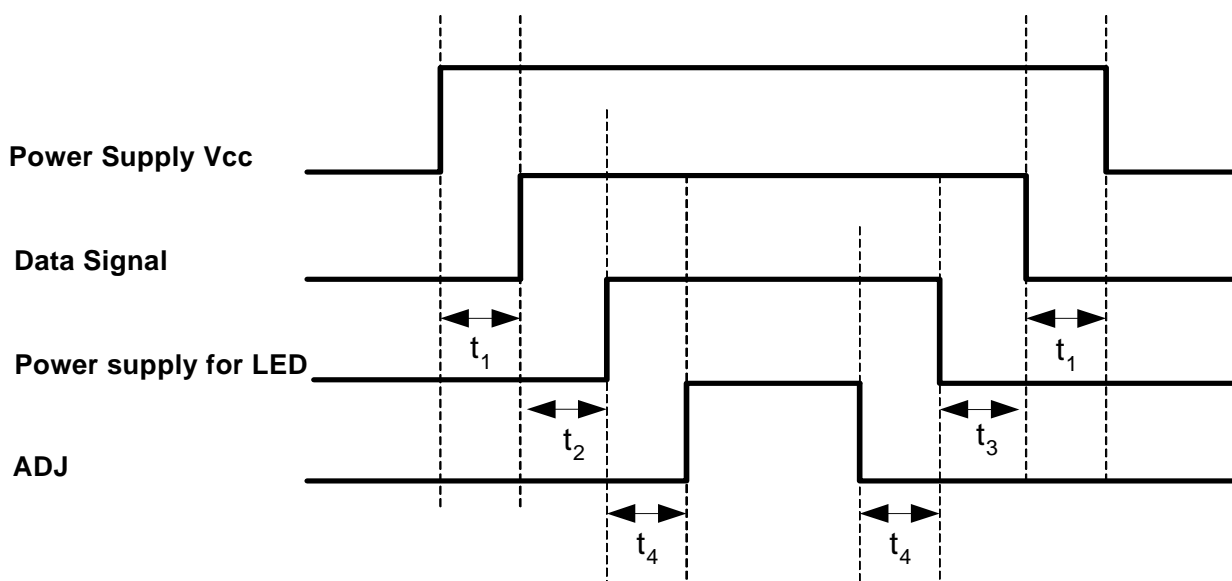 Power Supply Vcc
Data Signal
t1 t1
Power supply for LED
t2 t3
ADJ
t4 t4